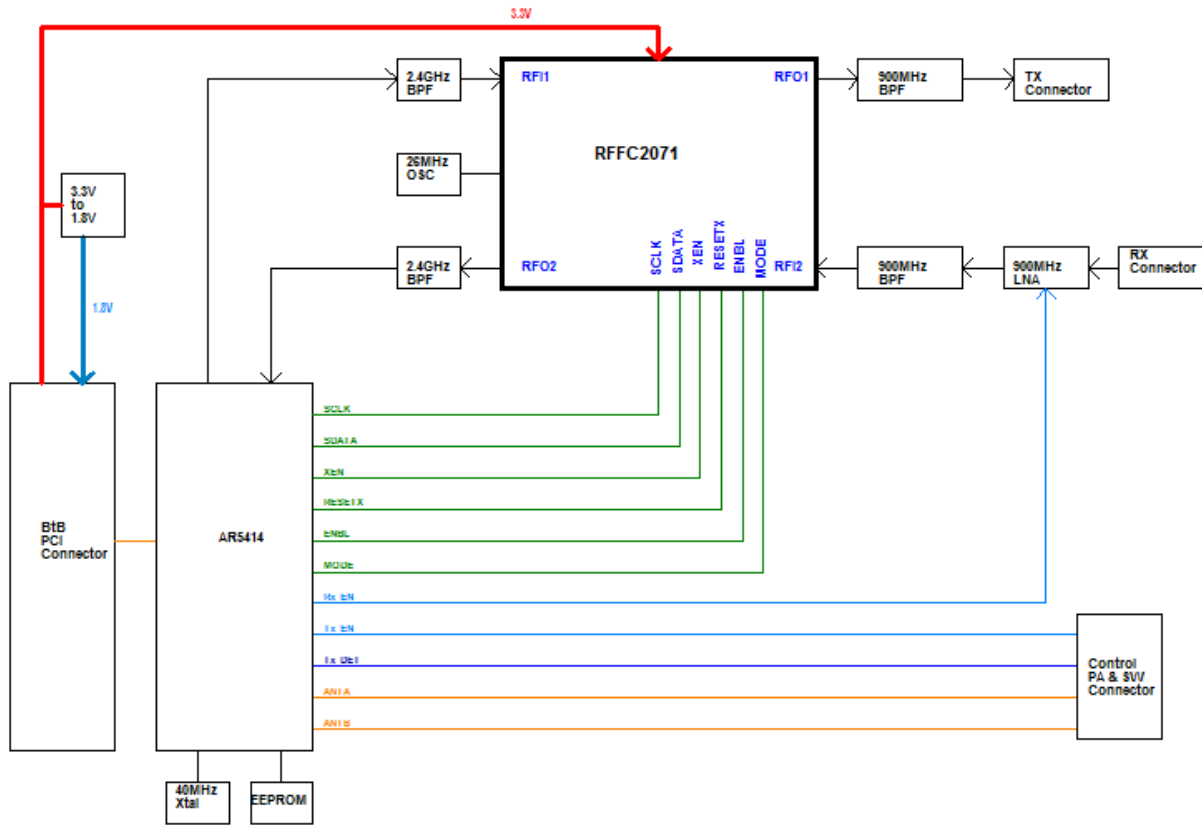 3.3V
2.4GHz
BPF
RFI1
RFO1
900MHz
BPF
TX
Connector
RFFC2071
26MHz
OSC
3.3V
to
1.8V
SCLK
SDATA
XEN
RESETX
ENBL
MODE
2.4GHz
BPF
RFO2
RFI2
900MHz
BPF
900MHz
LNA
RX
Connector
1.8V
SCLK
SDATA
XEN
RESETX
ENBL
MODE
Rx EN
Tx EN
Tx DET
ANTA
ANTB
BtB
PCI
Connector
AR5414
Control
PA & SW
Connector
40MHz
Xtal
EEPROM